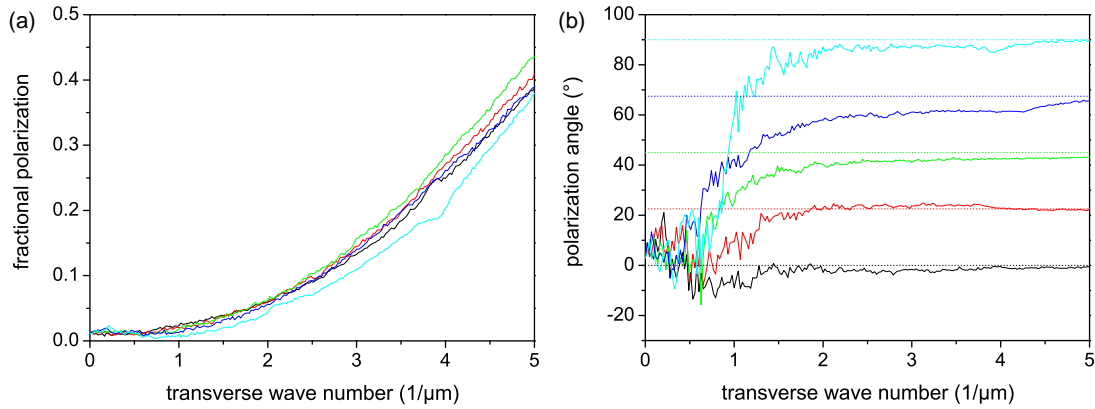 (a)
fractional polarization
0.5
0.4
0.3
0.2
0.1
0.0
0 1 2 3 4 5
transverse wave number (1/µm)
(b)
polarization angle (°)
100
80
60
40
20
0
-20
0 1 2 3 4 5
transverse wave number (1/µm)